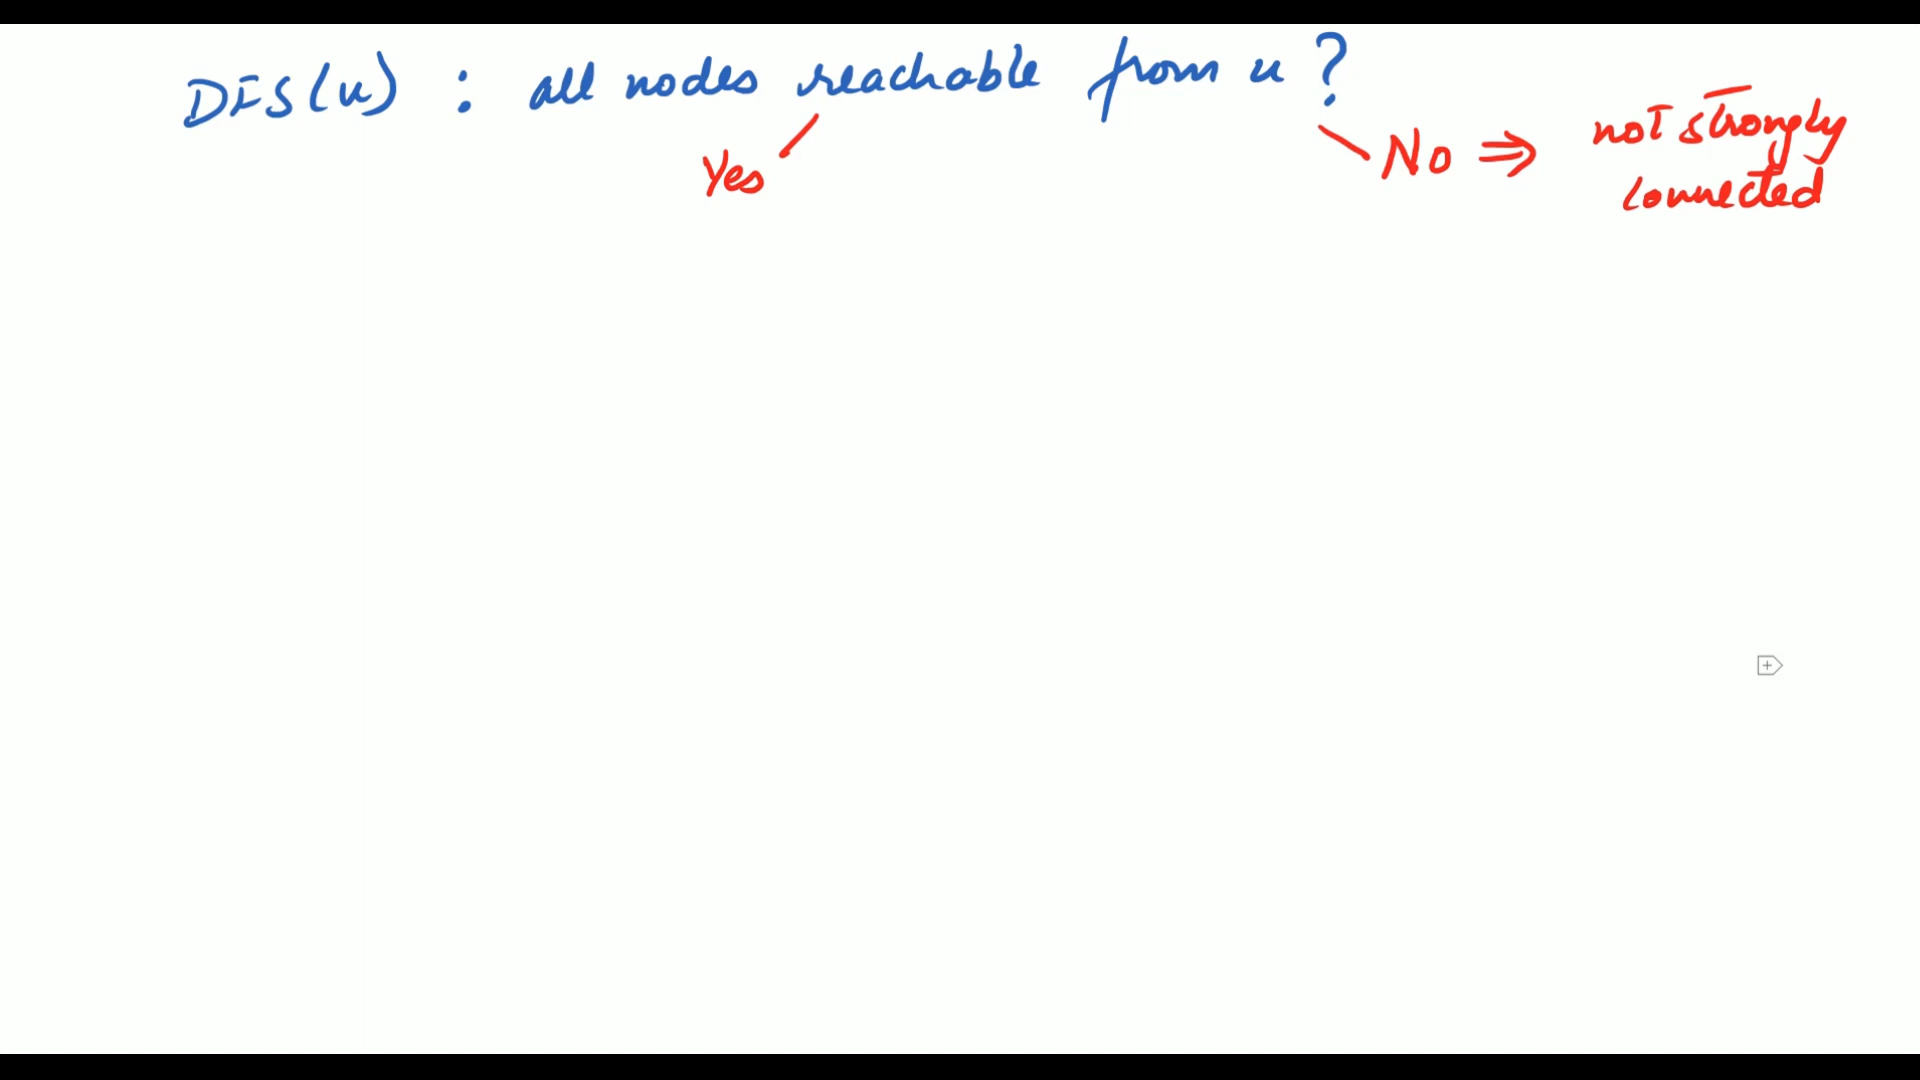 DFS(u) : all nodes reachable from u ?
Yes
No ⇒ not strongly
connected